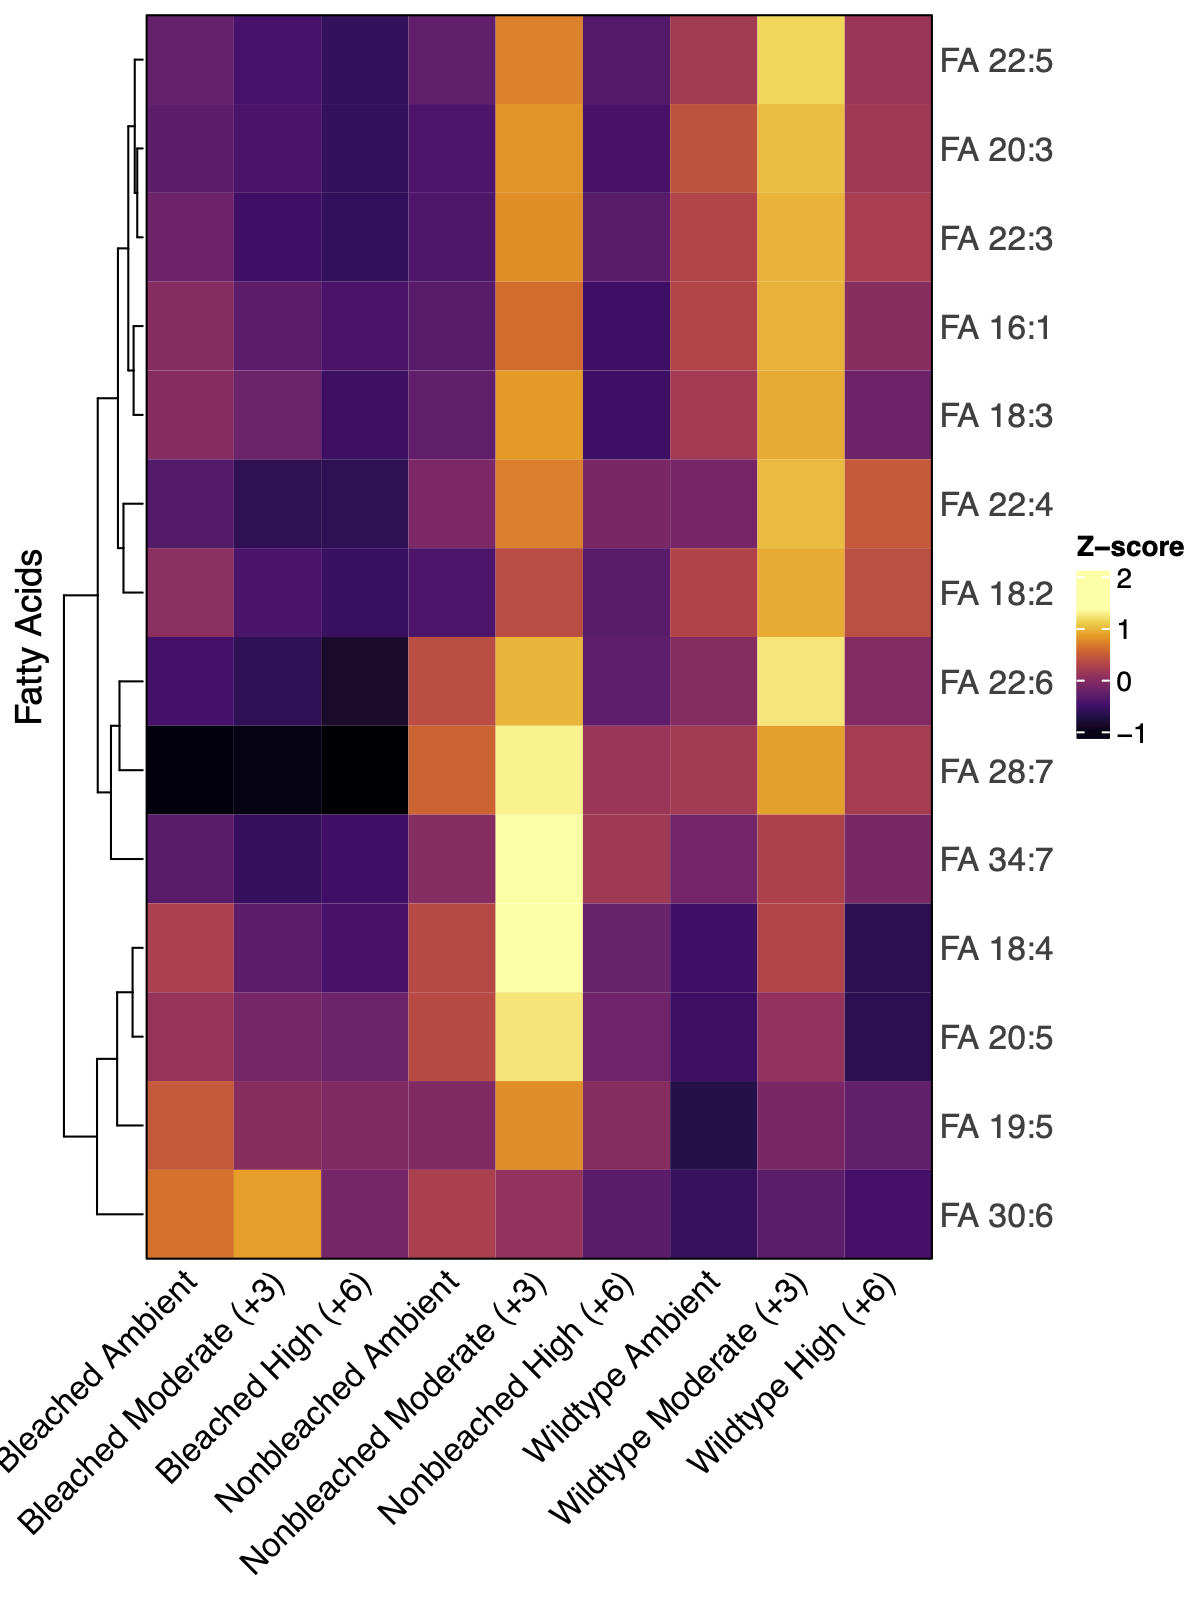 FA 22:5
FA 20:3
FA 22:3
FA 16:1
FA 18:3
FA 22:4
FA 18:2
FA 22:6
FA 28:7
FA 34:7
FA 18:4
FA 20:5
FA 19:5
FA 30:6
Fatty Acids
Z−score
2
1
0
−1
Bleached Ambient
Bleached Moderate (+3)
Bleached High (+6)
Nonbleached Ambient
Nonbleached Moderate (+3)
Nonbleached High (+6)
Wildtype Ambient
Wildtype Moderate (+3)
Wildtype High (+6)